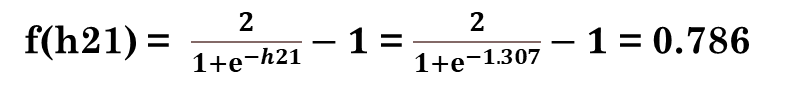 f(h21) = 2/(1+e^−h21) − 1 = 2/(1+e^−1.307) − 1 = 0.786